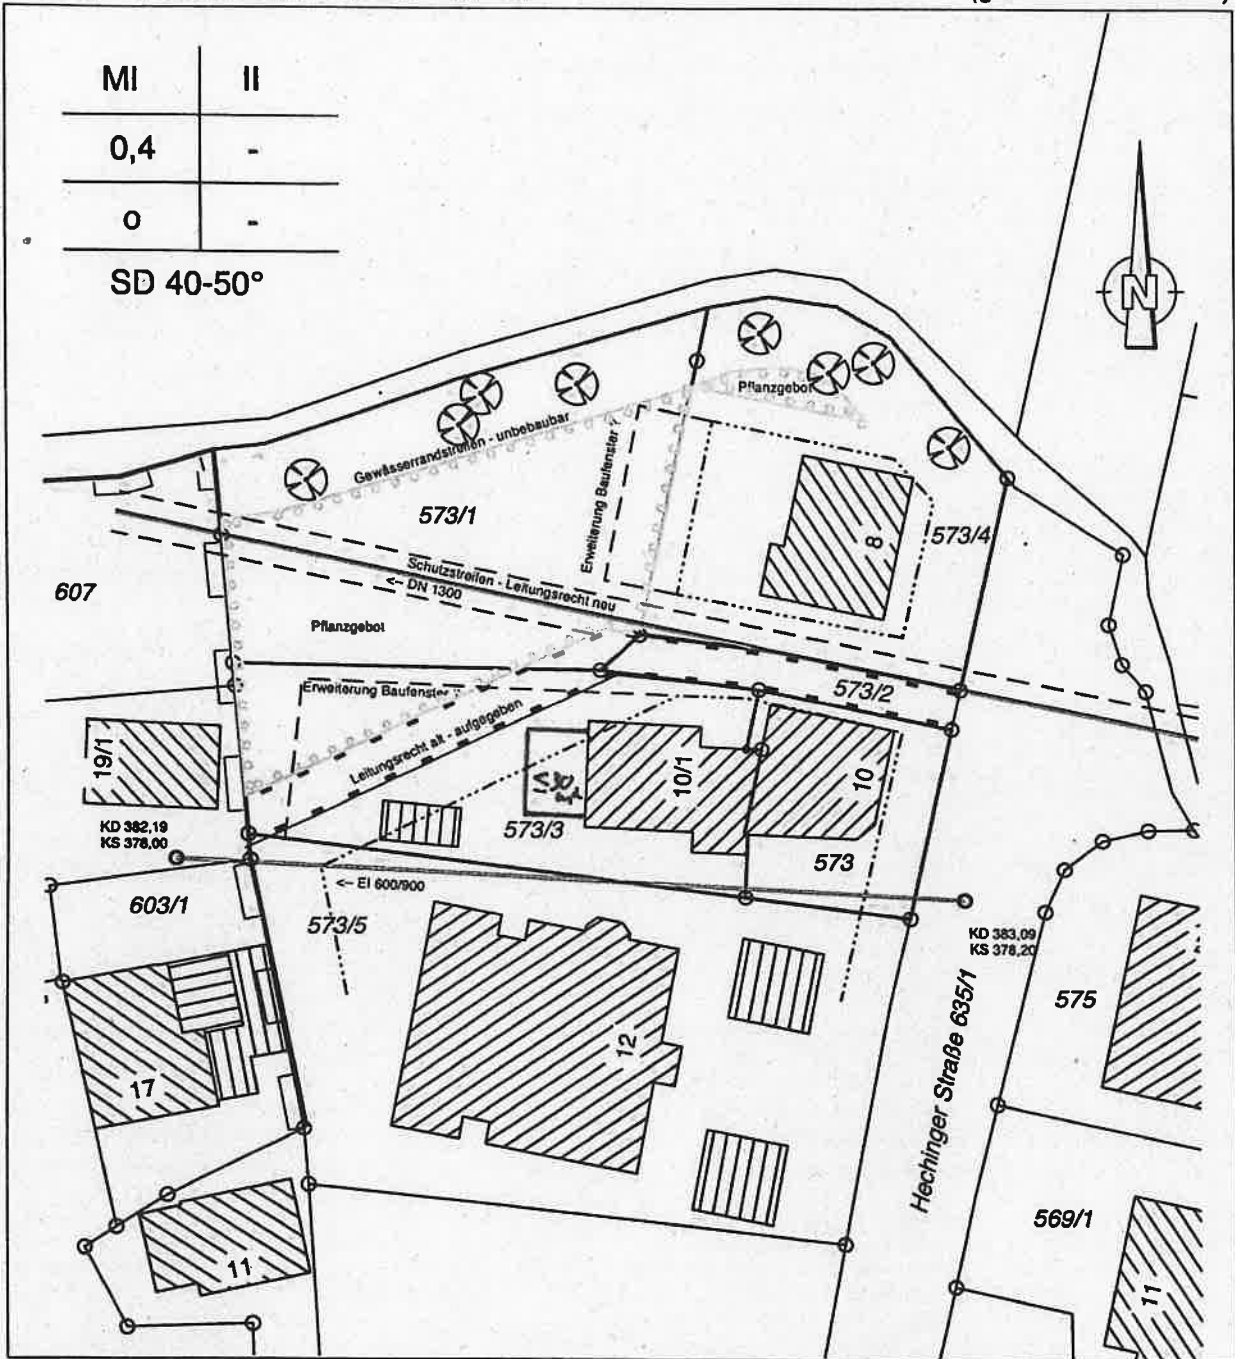 MI II
0,4 -
o -
SD 40-50°
N
Pflanzgebot
Gewässerrandstreifen - unbebaubar
Erweiterung Baufenster ?
573/1
8
573/4
Schutzstreifen - Leitungsrecht neu
<- DN 1300
607
Pflanzgebot
573/2
Erweiterung Baufenster ?
Leitungsrecht alt - aufgegeben
19/1
10/1
10
≤30
m²
573/3
KD 382,19
KS 378,00
573
<- EI 600/900
603/1
573/5
KD 383,09
KS 378,20
575
12
17
Hechinger Straße 635/1
569/1
11
11